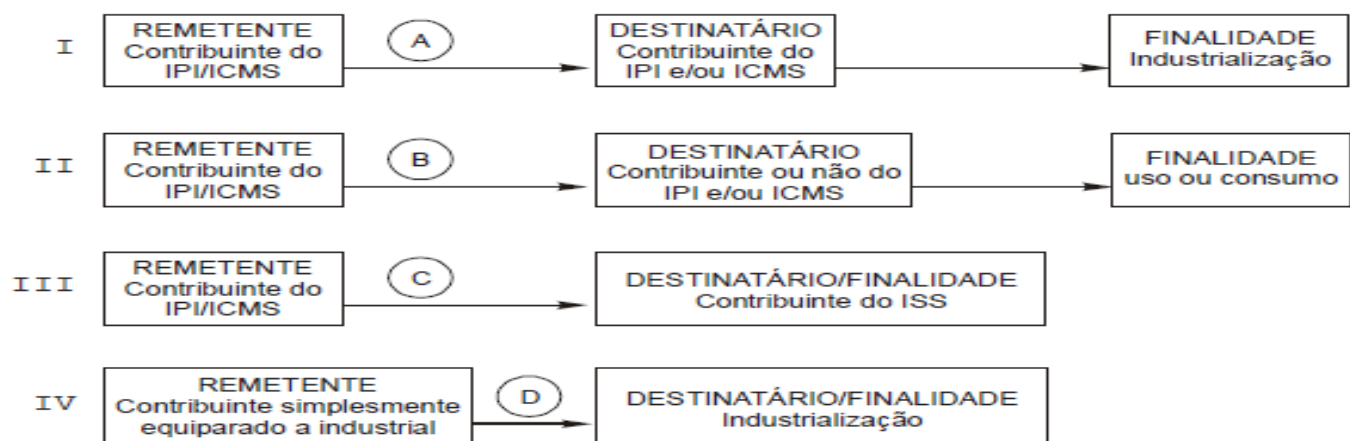 I
REMETENTE
Contribuinte do
IPI/ICMS
A
DESTINATÁRIO
Contribuinte do
IPI e/ou ICMS
FINALIDADE
Industrialização
II
REMETENTE
Contribuinte do
IPI/ICMS
B
DESTINATÁRIO
Contribuinte ou não do
IPI e/ou ICMS
FINALIDADE
uso ou consumo
III
REMETENTE
Contribuinte do
IPI/ICMS
C
DESTINATÁRIO/FINALIDADE
Contribuinte do ISS
IV
REMETENTE
Contribuinte simplesmente
equiparado a industrial
D
DESTINATÁRIO/FINALIDADE
Industrialização